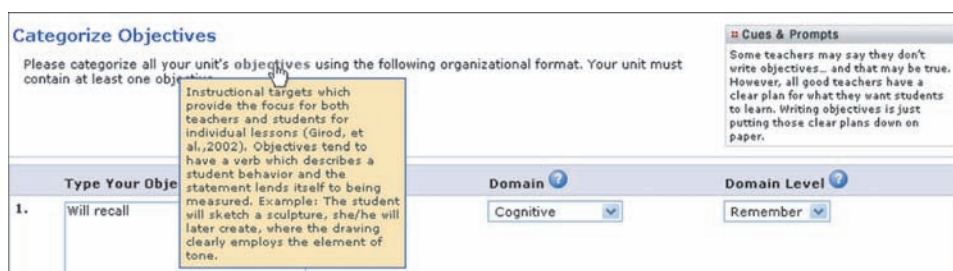 Categorize Objectives
Please categorize all your unit's objectives using the following organizational format. Your unit must
contain at least one objective
Cues & Prompts
Some teachers may say they don't
write objectives... and that may be true.
However, all good teachers have a
clear plan for what they want students
to learn. Writing objectives is just
putting those clear plans down on
paper.
Instructional targets which
provide the focus for both
teachers and students for
individual lessons (Girod, et
al.,2002). Objectives tend to
have a verb which describes a
student behavior and the
statement lends itself to being
measured. Example: The student
will sketch a sculpture, she/he will
later create, where the drawing
clearly employs the element of
tone.
Type Your Obje
Domain ?
Domain Level ?
1.
Will recall
Cognitive
Remember